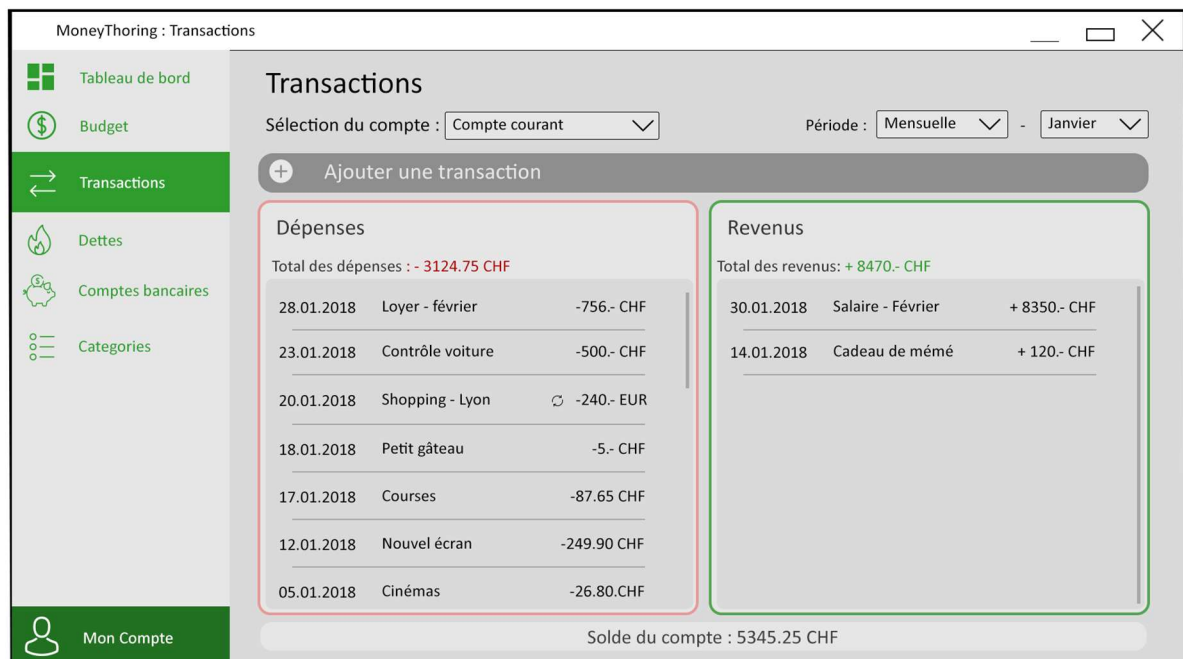 MoneyThoring : Transactions
Tableau de bord
Budget
Transactions
Dettes
Comptes bancaires
Categories
Mon Compte
Transactions
Sélection du compte : Compte courant
Période : Mensuelle - Janvier
Ajouter une transaction
Dépenses
Total des dépenses : - 3124.75 CHF
28.01.2018 Loyer - février -756.- CHF
23.01.2018 Contrôle voiture -500.- CHF
20.01.2018 Shopping - Lyon -240.- EUR
18.01.2018 Petit gâteau -5.- CHF
17.01.2018 Courses -87.65 CHF
12.01.2018 Nouvel écran -249.90 CHF
05.01.2018 Cinémas -26.80.CHF
Revenus
Total des revenus: + 8470.- CHF
30.01.2018 Salaire - Février + 8350.- CHF
14.01.2018 Cadeau de mémé + 120.- CHF
Solde du compte : 5345.25 CHF